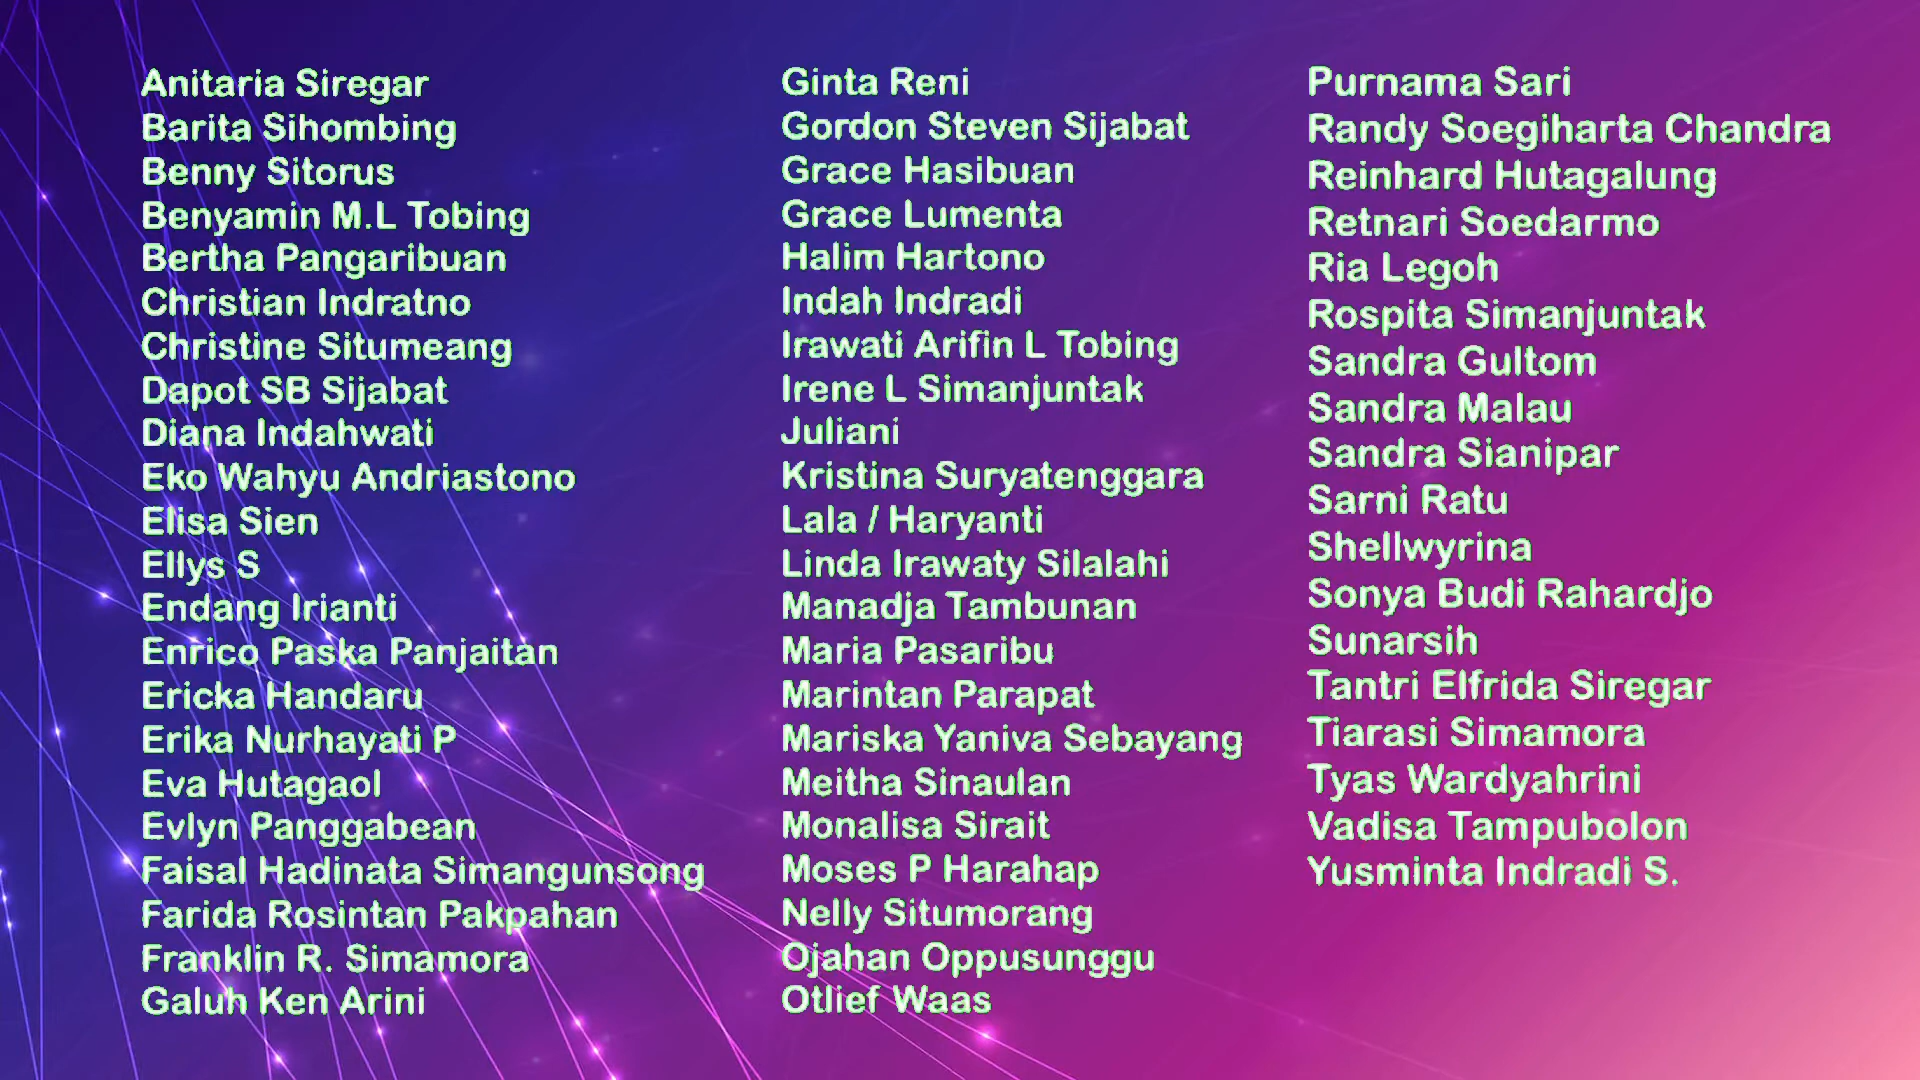 Anitaria Siregar
Barita Sihombing
Benny Sitorus
Benyamin M.L Tobing
Bertha Pangaribuan
Christian Indratno
Christine Situmeang
Dapot SB Sijabat
Diana Indahwati
Eko Wahyu Andriastono
Elisa Sien
Ellys S
Endang Irianti
Enrico Paska Panjaitan
Ericka Handaru
Erika Nurhayati P
Eva Hutagaol
Evlyn Panggabean
Faisal Hadinata Simangunsong
Farida Rosintan Pakpahan
Franklin R. Simamora
Galuh Ken Arini
Ginta Reni
Gordon Steven Sijabat
Grace Hasibuan
Grace Lumenta
Halim Hartono
Indah Indradi
Irawati Arifin L Tobing
Irene L Simanjuntak
Juliani
Kristina Suryatenggara
Lala / Haryanti
Linda Irawaty Silalahi
Manadja Tambunan
Maria Pasaribu
Marintan Parapat
Mariska Yaniva Sebayang
Meitha Sinaulan
Monalisa Sirait
Moses P Harahap
Nelly Situmorang
Ojahan Oppusunggu
Otlief Waas
Purnama Sari
Randy Soegiharta Chandra
Reinhard Hutagalung
Retnari Soedarmo
Ria Legoh
Rospita Simanjuntak
Sandra Gultom
Sandra Malau
Sandra Sianipar
Sarni Ratu
Shellwyrina
Sonya Budi Rahardjo
Sunarsih
Tantri Elfrida Siregar
Tiarasi Simamora
Tyas Wardyahrini
Vadisa Tampubolon
Yusminta Indradi S.